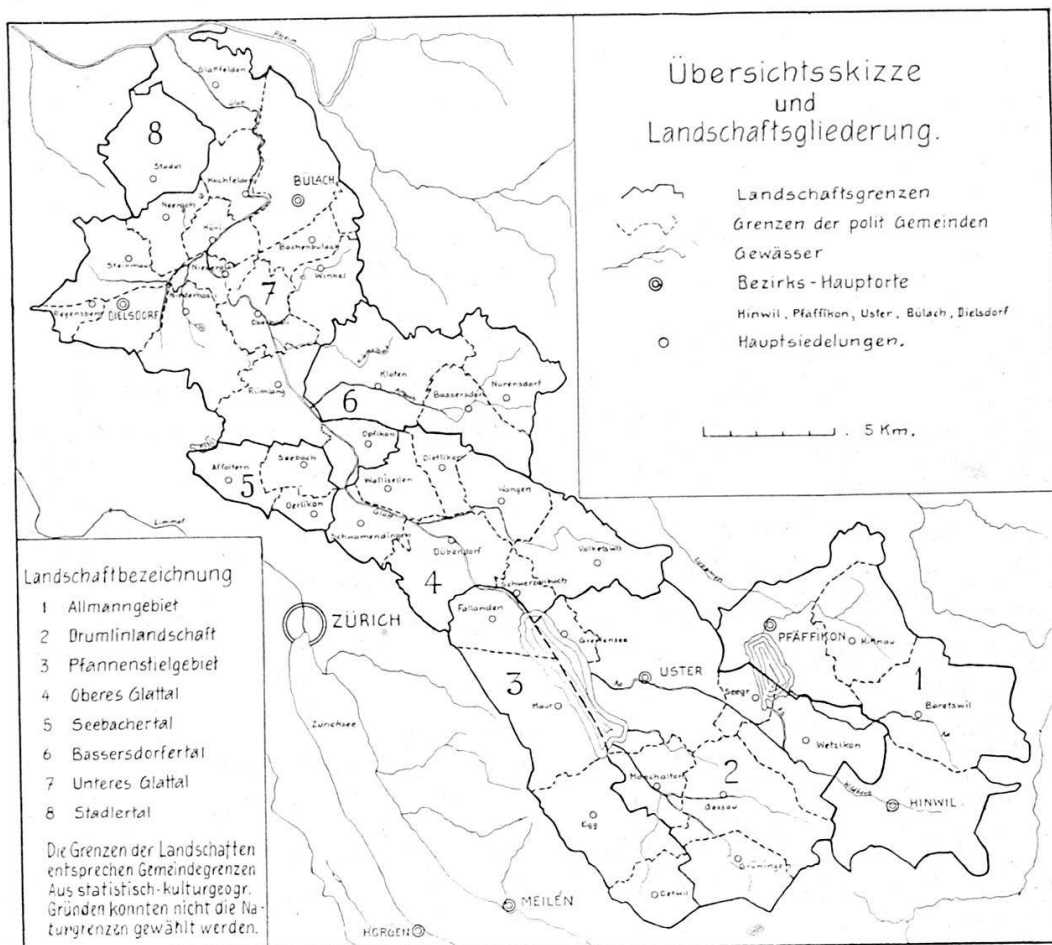 Übersichtsskizze
und
Landschaftsgliederung.
Landschaftsgrenzen
Grenzen der polit Gemeinden
Gewässer
Bezirks-Hauptorte
Hinwil, Pfäffikon, Uster, Bülach, Dielsdorf
Hauptsiedelungen.
5 Km.
Rhein
Glattfelden
8
Stadel
Hochfelden
BÜLACH
Neerach
Höri
Bachenbülach
Steinmaur
Winkel
7
Regensberg
DIELSDORF
Niederhasli
Kloten
Nürensdorf
Rümlang
Bassersdorf
6
Opfikon
Dietlikon
Affoltern
Seebach
5
Wallisellen
Wangen
Oerlikon
Glatt
Schwamendingen
Limmat
Dübendorf
Volketswil
4
Schwerzenbach
Fällanden
ZÜRICH
Greifensee
PFÄFFIKON
Hittnau
USTER
3
1
Seegr.
Maur
Bäretswil
Wetzikon
Zürichsee
2
Mönchaltorf
Gossau
HINWIL
Egg
Grüningen
Oetwil
MEILEN
HORGEN
Landschaftbezeichnung
1 Allmanngebiet
2 Drumlinlandschaft
3 Pfannenstielgebiet
4 Oberes Glattal
5 Seebachertal
6 Bassersdorfertal
7 Unteres Glattal
8 Stadlertal
Die Grenzen der Landschaften
entsprechen Gemeindegrenzen
Aus statistisch-kulturgeogr.
Gründen konnten nicht die Na-
turgrenzen gewählt werden.